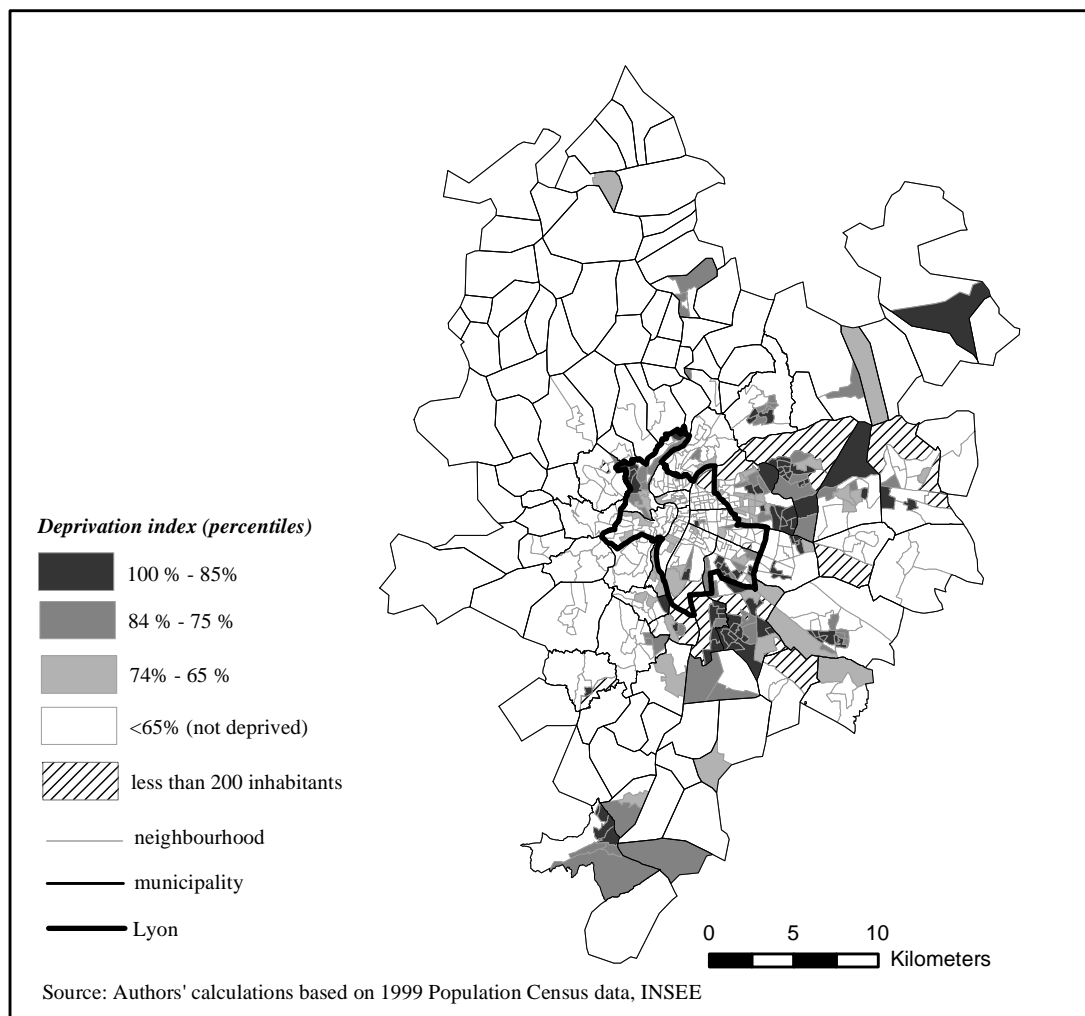 Deprivation index (percentiles)
100 % - 85%
84 % - 75 %
74% - 65 %
<65% (not deprived)
less than 200 inhabitants
neighbourhood
municipality
Lyon
0 5 10
Kilometers
Source: Authors' calculations based on 1999 Population Census data, INSEE